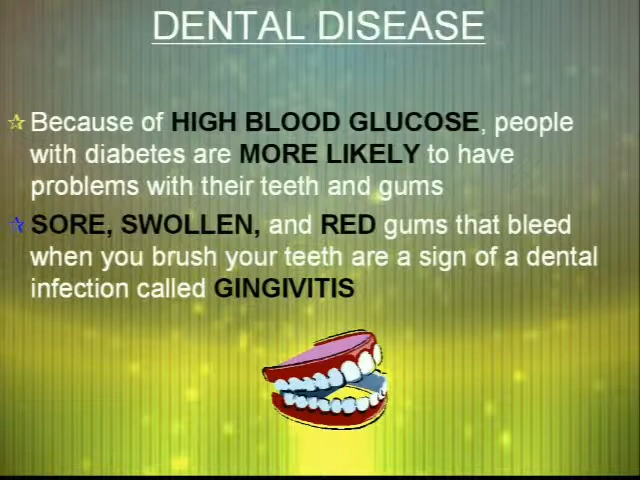 DENTAL DISEASE
Because of HIGH BLOOD GLUCOSE, people
with diabetes are MORE LIKELY to have
problems with their teeth and gums
SORE, SWOLLEN, and RED gums that bleed
when you brush your teeth are a sign of a dental
infection called GINGIVITIS